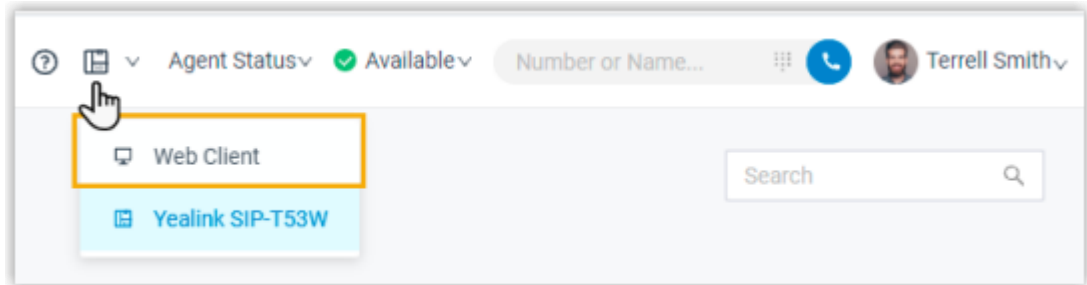 Agent Status Available Number or Name... Terrell Smith
Web Client
Search
Yealink SIP-T53W